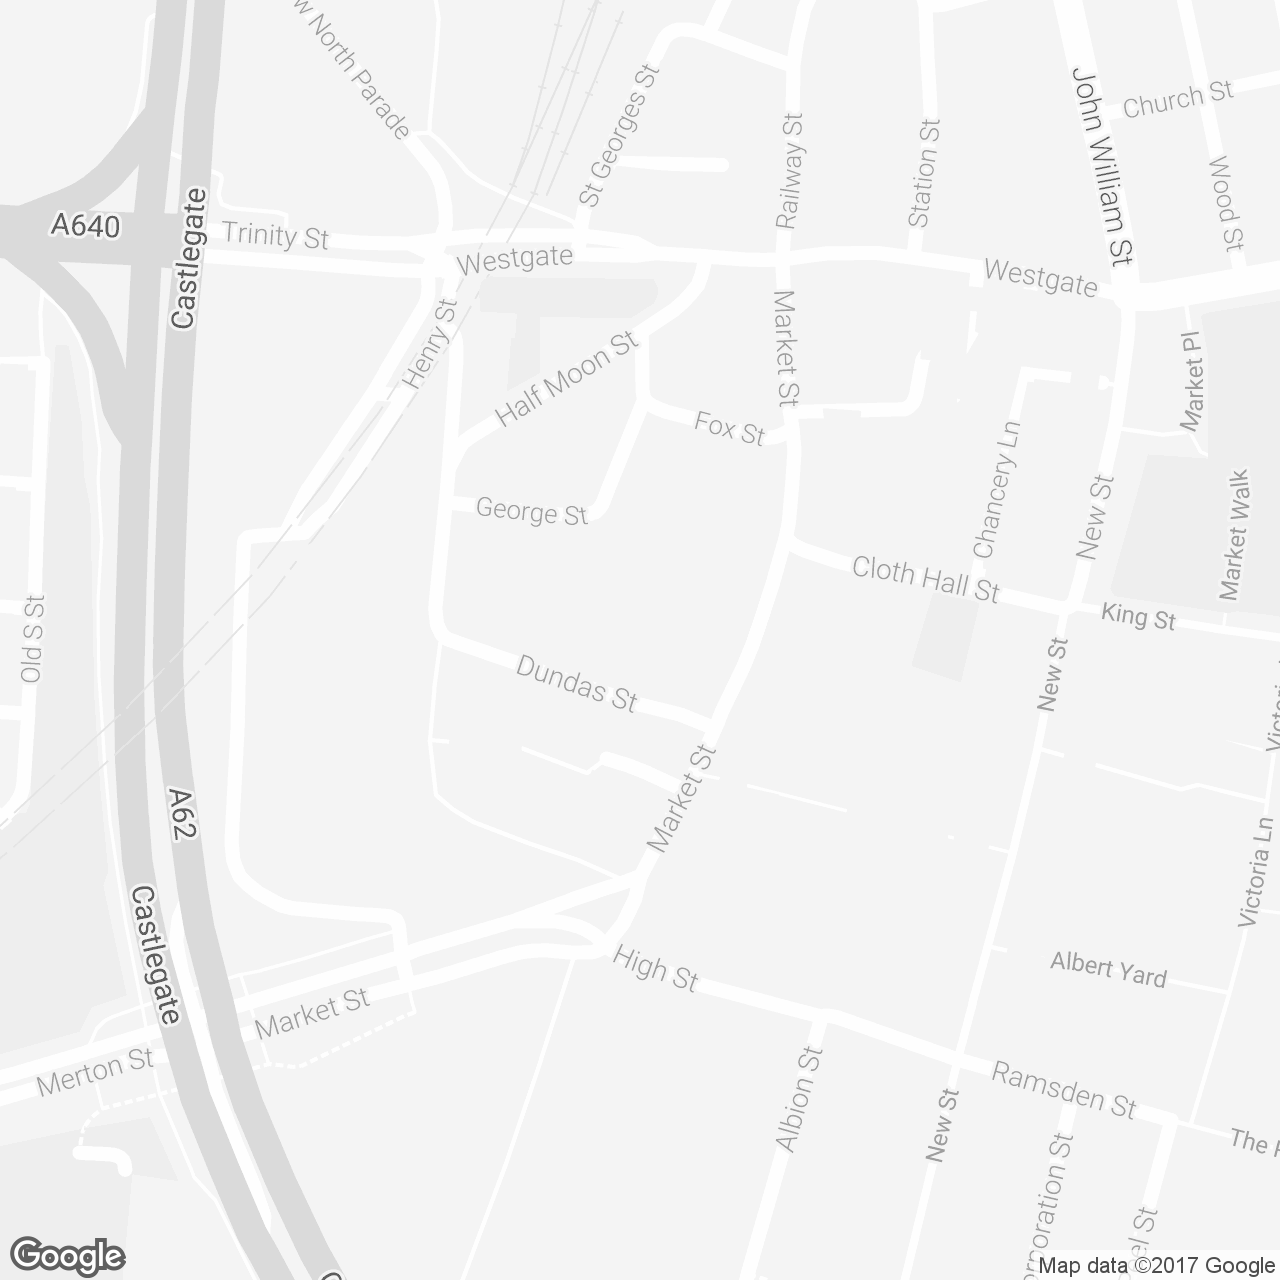 North Parade
St Georges St
Railway St
Station St
John William St
Church St
Wood St
A640
Castlegate
Trinity St
Westgate
Westgate
Henry St
Half Moon St
Market St
Market Pl
Fox St
Chancery Ln
New St
Market Walk
George St
Cloth Hall St
King St
Old S St
Dundas St
New St
Market St
A62
Castlegate
Victoria Ln
High St
Albert Yard
Market St
Merton St
Albion St
Ramsden St
New St
The
St
St
Google
Map data ©2017 Google